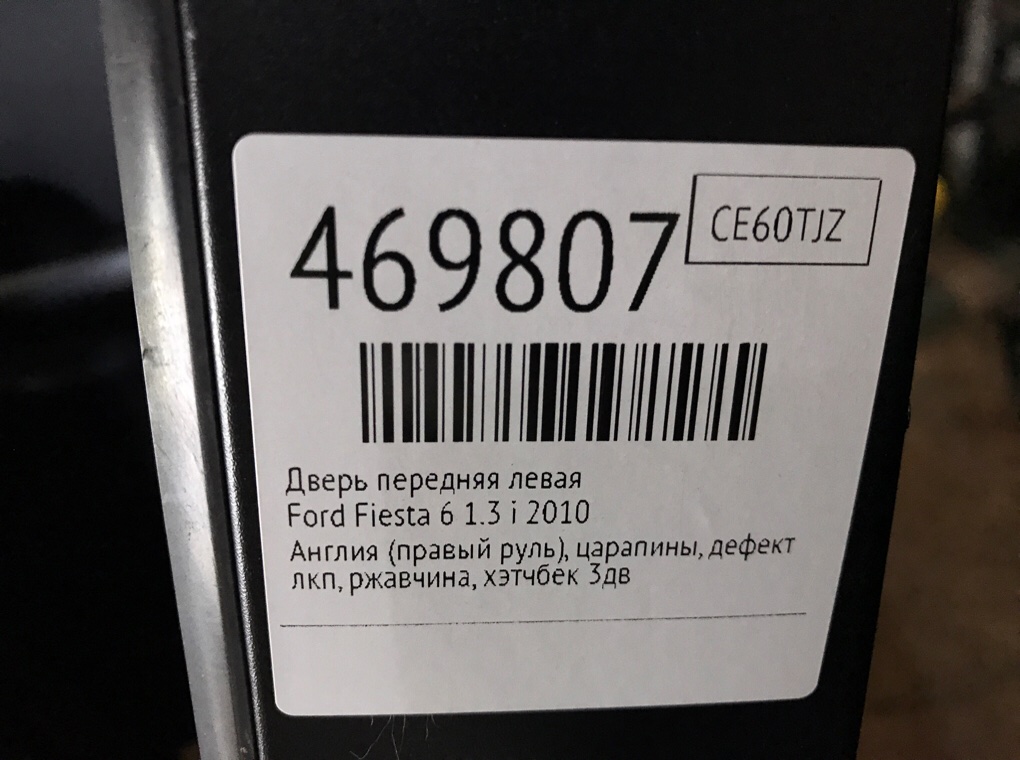 469807
CE60TJZ
Дверь передняя левая
Ford Fiesta 6 1.3 i 2010
Англия (правый руль), царапины, дефект
лкп, ржавчина, хэтчбек 3дв